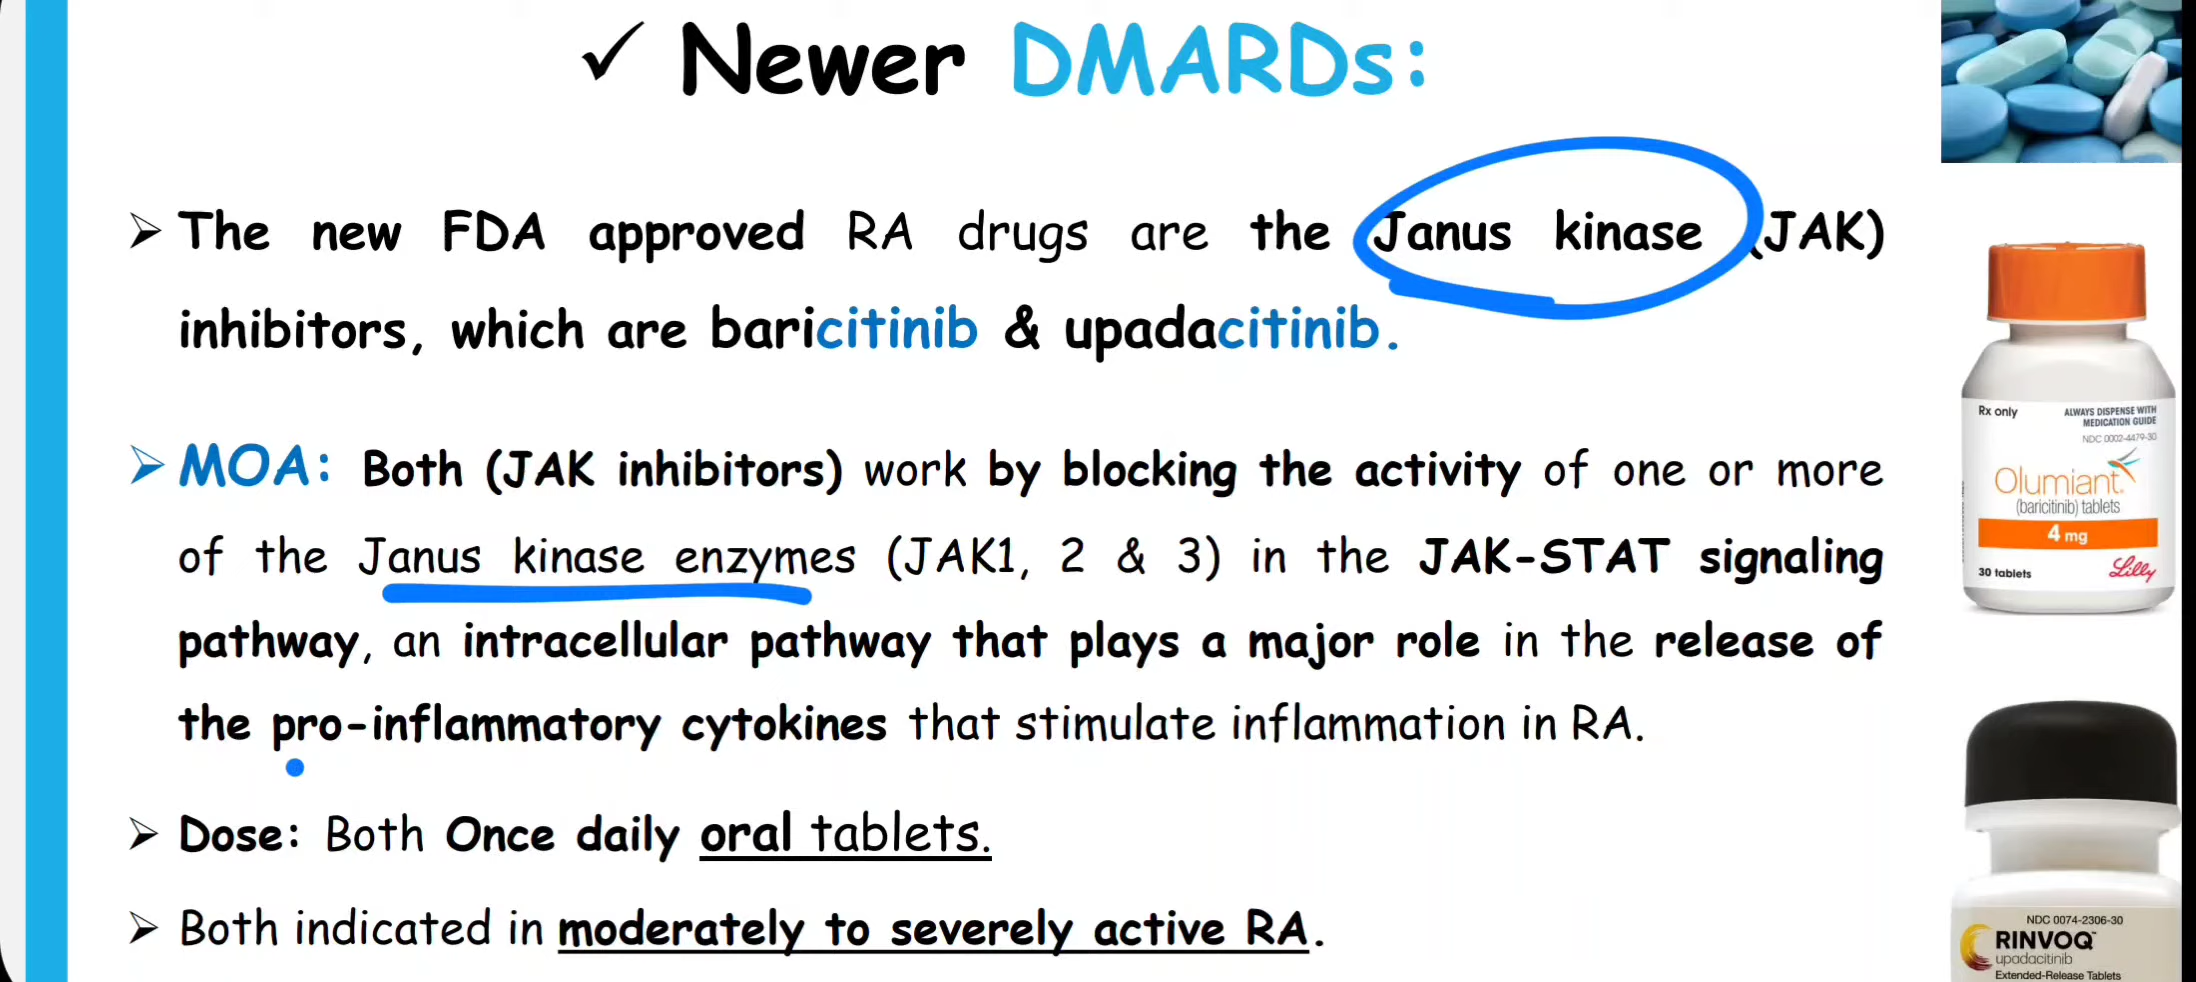 ✓ Newer DMARDs:
➢ The new FDA approved RA drugs are the Janus kinase (JAK)
inhibitors, which are baricitinib & upadacitinib.
➢ MOA: Both (JAK inhibitors) work by blocking the activity of one or more
of the Janus kinase enzymes (JAK1, 2 & 3) in the JAK-STAT signaling
pathway, an intracellular pathway that plays a major role in the release of
the pro-inflammatory cytokines that stimulate inflammation in RA.
➢ Dose: Both Once daily oral tablets.
➢ Both indicated in moderately to severely active RA.
Rx only
ALWAYS DISPENSE WITH
MEDICATION GUIDE
NDC 0002-4479-30
Olumiant
(baricitinib) tablets
4 mg
30 tablets
Lilly
NDC 0074-2306-30
RINVOQ™
upadacitinib
Extended-Release Tablets